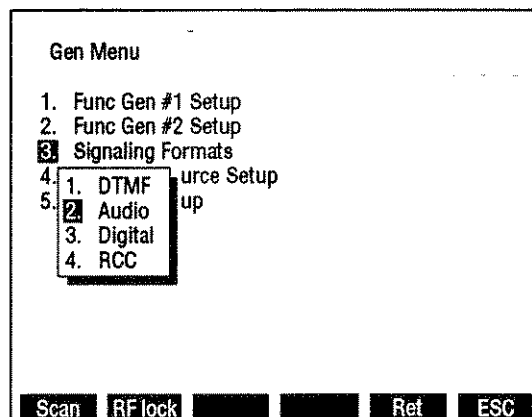 Gen Menu
1. Func Gen #1 Setup
2. Func Gen #2 Setup
3. Signaling Formats
4. urce Setup
5. up
1. DTMF
2. Audio
3. Digital
4. RCC
Scan RF lock Ret ESC